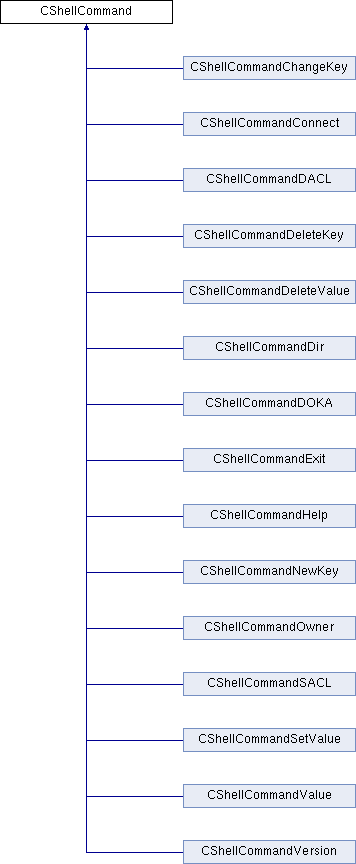 CShellCommand
CShellCommandChangeKey
CShellCommandConnect
CShellCommandDACL
CShellCommandDeleteKey
CShellCommandDeleteValue
CShellCommandDir
CShellCommandDOKA
CShellCommandExit
CShellCommandHelp
CShellCommandNewKey
CShellCommandOwner
CShellCommandSACL
CShellCommandSetValue
CShellCommandValue
CShellCommandVersion